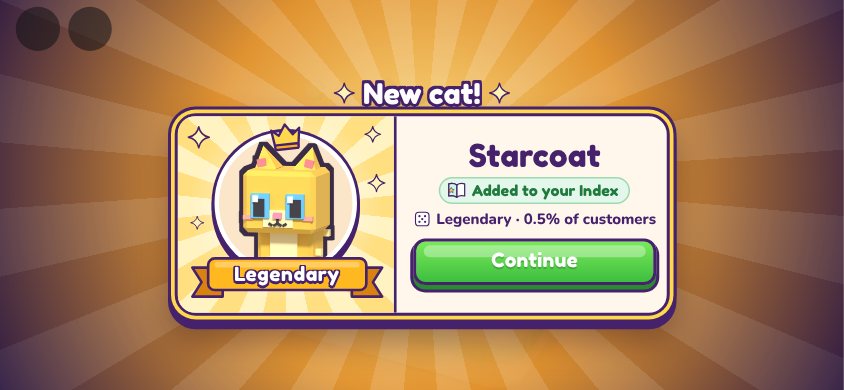 New cat!
Starcoat
Added to your Index
Legendary · 0.5% of customers
Continue
Legendary